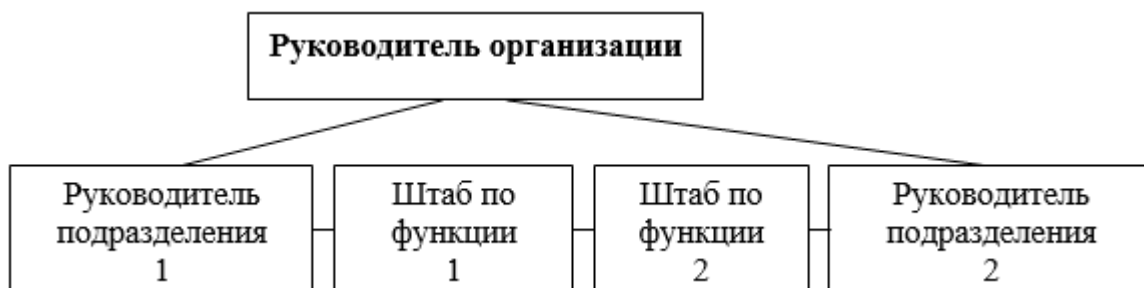 Руководитель организации
Руководитель
подразделения
1
Штаб по
функции
1
Штаб по
функции
2
Руководитель
подразделения
2